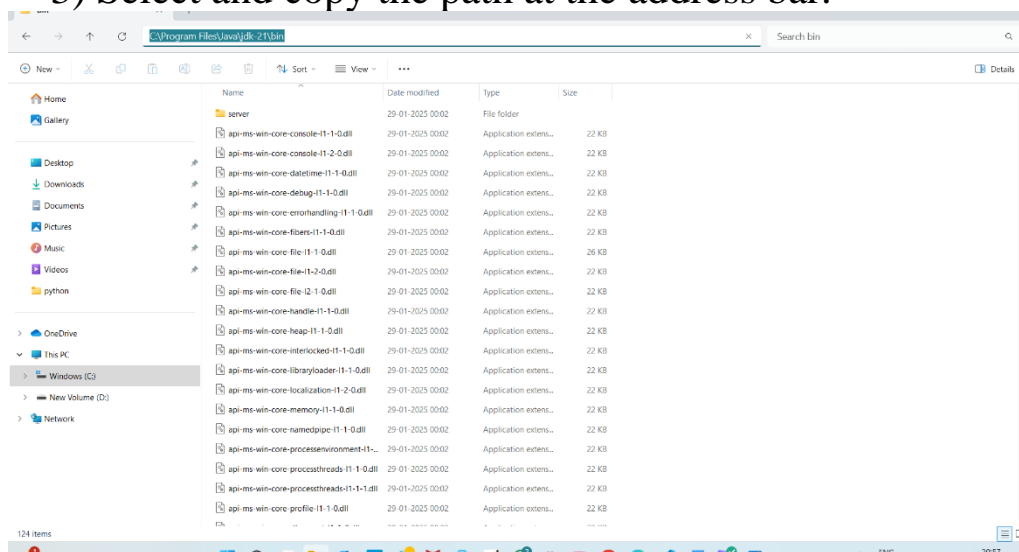 3) Select and copy the path at the address bar.
C:\Program Files\Java\jdk-21\bin
Search bin
New
Sort
View
Details
Name Date modified Type Size
Home
Gallery
Desktop
Downloads
Documents
Pictures
Music
Videos
python
OneDrive
This PC
Windows (C:)
New Volume (D:)
Network
server 29-01-2025 00:02 File folder
api-ms-win-core-console-l1-1-0.dll 29-01-2025 00:02 Application extens... 22 KB
api-ms-win-core-console-l1-2-0.dll 29-01-2025 00:02 Application extens... 22 KB
api-ms-win-core-datetime-l1-1-0.dll 29-01-2025 00:02 Application extens... 22 KB
api-ms-win-core-debug-l1-1-0.dll 29-01-2025 00:02 Application extens... 22 KB
api-ms-win-core-errorhandling-l1-1-0.dll 29-01-2025 00:02 Application extens... 22 KB
api-ms-win-core-fibers-l1-1-0.dll 29-01-2025 00:02 Application extens... 22 KB
api-ms-win-core-file-l1-1-0.dll 29-01-2025 00:02 Application extens... 26 KB
api-ms-win-core-file-l1-2-0.dll 29-01-2025 00:02 Application extens... 22 KB
api-ms-win-core-file-l2-1-0.dll 29-01-2025 00:02 Application extens... 22 KB
api-ms-win-core-handle-l1-1-0.dll 29-01-2025 00:02 Application extens... 22 KB
api-ms-win-core-heap-l1-1-0.dll 29-01-2025 00:02 Application extens... 22 KB
api-ms-win-core-interlocked-l1-1-0.dll 29-01-2025 00:02 Application extens... 22 KB
api-ms-win-core-libraryloader-l1-1-0.dll 29-01-2025 00:02 Application extens... 22 KB
api-ms-win-core-localization-l1-2-0.dll 29-01-2025 00:02 Application extens... 22 KB
api-ms-win-core-memory-l1-1-0.dll 29-01-2025 00:02 Application extens... 22 KB
api-ms-win-core-namedpipe-l1-1-0.dll 29-01-2025 00:02 Application extens... 22 KB
api-ms-win-core-processenvironment-l1-... 29-01-2025 00:02 Application extens... 22 KB
api-ms-win-core-processthreads-l1-1-0.dll 29-01-2025 00:02 Application extens... 22 KB
api-ms-win-core-processthreads-l1-1-1.dll 29-01-2025 00:02 Application extens... 22 KB
api-ms-win-core-profile-l1-1-0.dll 29-01-2025 00:02 Application extens... 22 KB
124 items
ENG
20:57